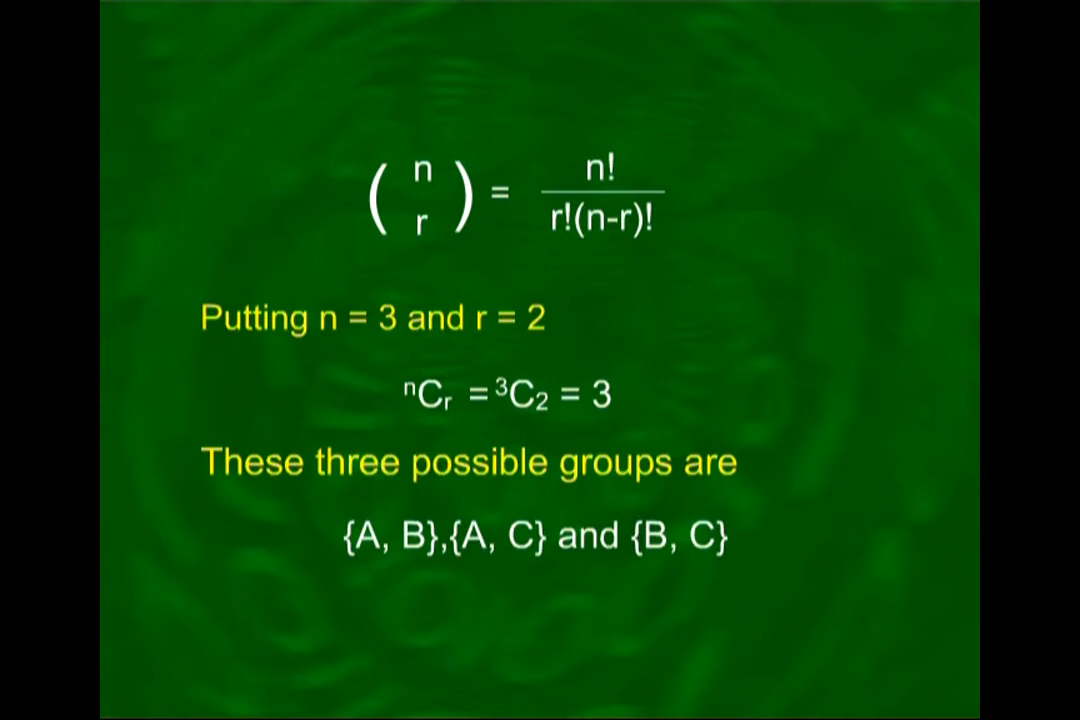 ( n r ) = n! / r!(n-r)!
Putting n = 3 and r = 2
ⁿCᵣ = ³C₂ = 3
These three possible groups are
{A, B},{A, C} and {B, C}